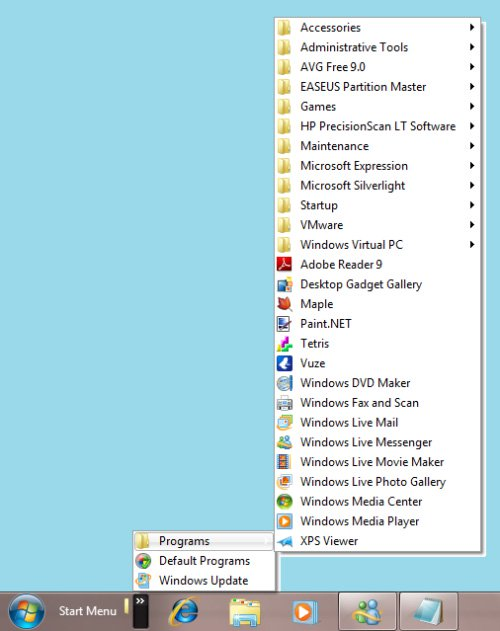 Accessories
Administrative Tools
AVG Free 9.0
EASEUS Partition Master
Games
HP PrecisionScan LT Software
Maintenance
Microsoft Expression
Microsoft Silverlight
Startup
VMware
Windows Virtual PC
Adobe Reader 9
Desktop Gadget Gallery
Maple
Paint.NET
Tetris
Vuze
Windows DVD Maker
Windows Fax and Scan
Windows Live Mail
Windows Live Messenger
Windows Live Movie Maker
Windows Live Photo Gallery
Windows Media Center
Windows Media Player
XPS Viewer
Programs
Default Programs
Windows Update
Start Menu